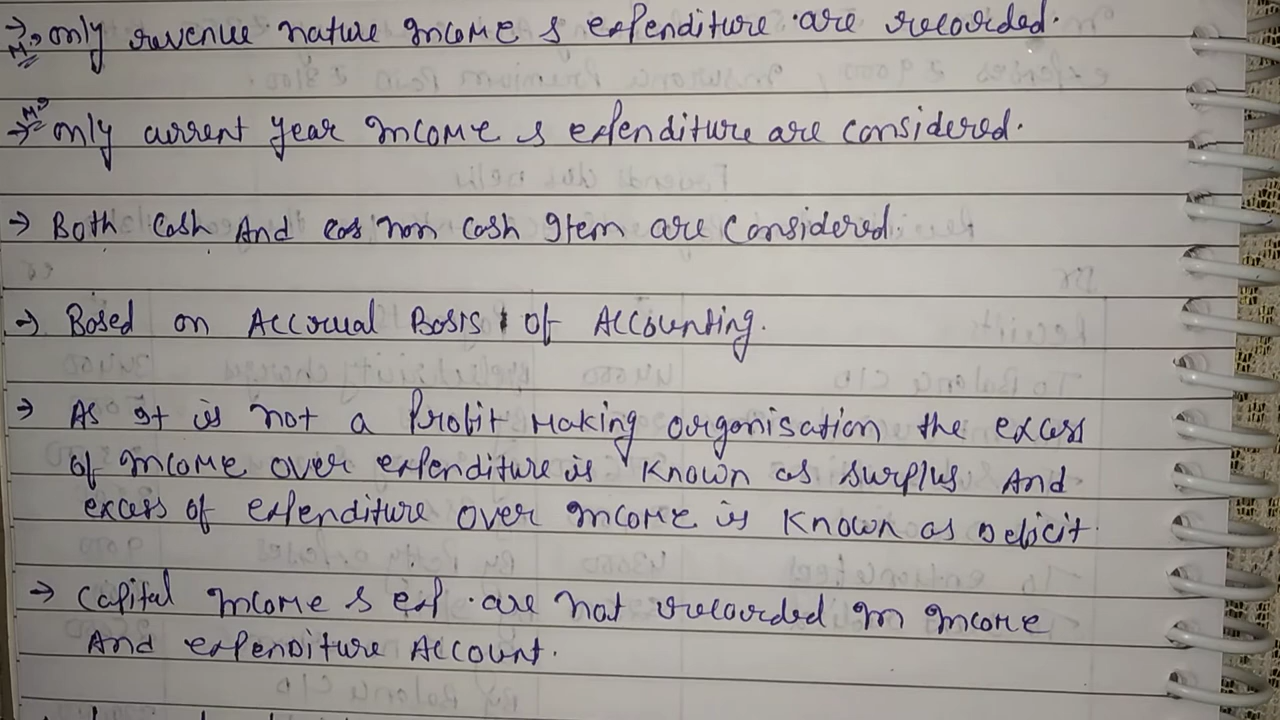 → only revenue nature Income & expenditure are recorded.
→ only current year Income & expenditure are considered.
→ Both Cash And non cash Item are Considered.
→ Based on Accrual Basis of Accounting.
→ As It is not a Profit Making organisation the excess
of Income over expenditure is Known as surplus And
excess of expenditure over Income is Known as Deficit.
→ Capital Income & exp. are not recorded in Income
And expenditure Account.